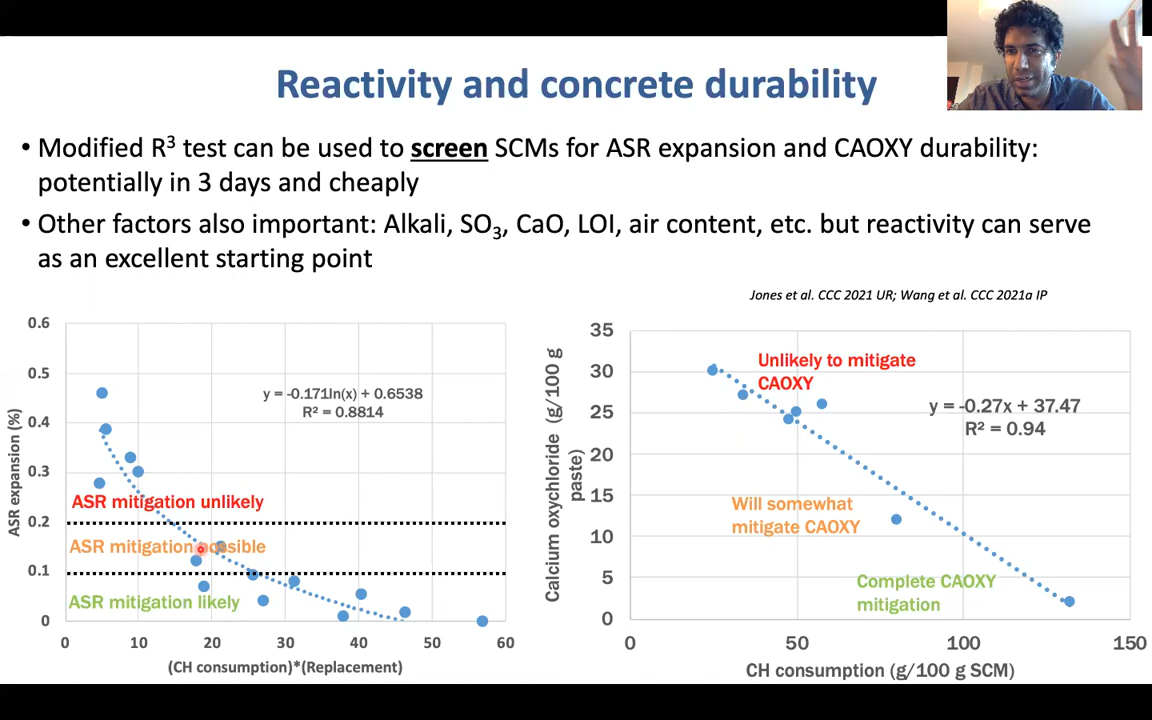 Reactivity and concrete durability
• Modified R³ test can be used to screen SCMs for ASR expansion and CAOXY durability:
potentially in 3 days and cheaply
• Other factors also important: Alkali, SO₃, CaO, LOI, air content, etc. but reactivity can serve
as an excellent starting point
Jones et al. CCC 2021 UR; Wang et al. CCC 2021a IP
ASR expansion (%)
0.6
0.5
0.4
0.3
0.2
0.1
0
y = -0.171ln(x) + 0.6538
R² = 0.8814
ASR mitigation unlikely
ASR mitigation possible
ASR mitigation likely
0 10 20 30 40 50 60
(CH consumption)*(Replacement)
Calcium oxychloride (g/100 g
paste)
35
30
25
20
15
10
5
0
Unlikely to mitigate
CAOXY
y = -0.27x + 37.47
R² = 0.94
Will somewhat
mitigate CAOXY
Complete CAOXY
mitigation
0 50 100 150
CH consumption (g/100 g SCM)